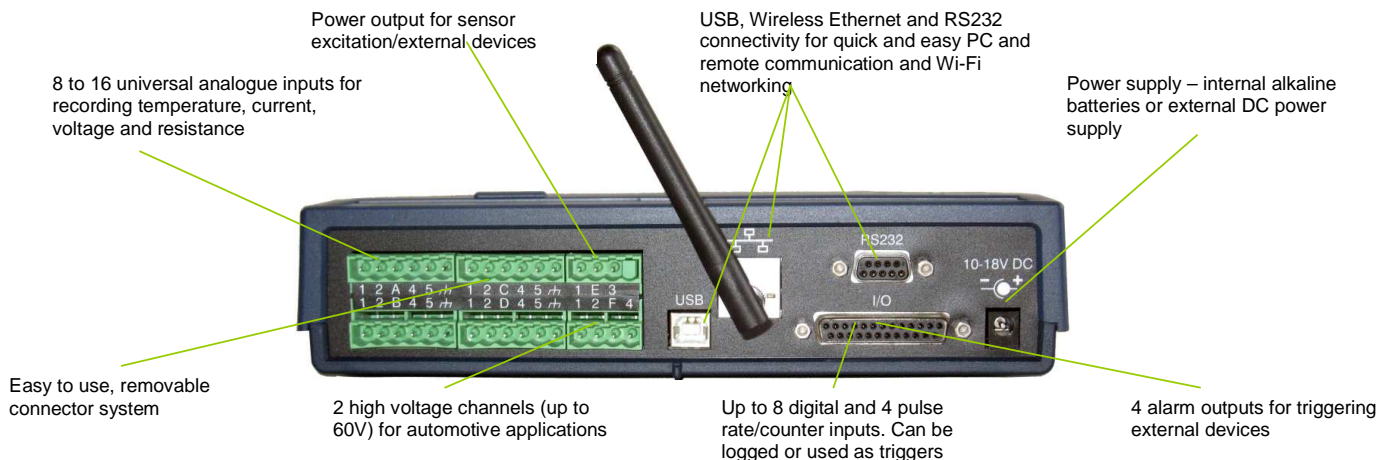 Power output for sensor
excitation/external devices
USB, Wireless Ethernet and RS232
connectivity for quick and easy PC and
remote communication and Wi-Fi
networking
8 to 16 universal analogue inputs for
recording temperature, current,
voltage and resistance
Power supply – internal alkaline
batteries or external DC power
supply
RS232
10-18V DC
- +
1 2 A 4 5 1 2 C 4 5 1 E 3
1 2 B 4 5 1 2 D 4 5 1 2 F 4
USB
I/O
Easy to use, removable
connector system
2 high voltage channels (up to
60V) for automotive applications
Up to 8 digital and 4 pulse
rate/counter inputs. Can be
logged or used as triggers
4 alarm outputs for triggering
external devices